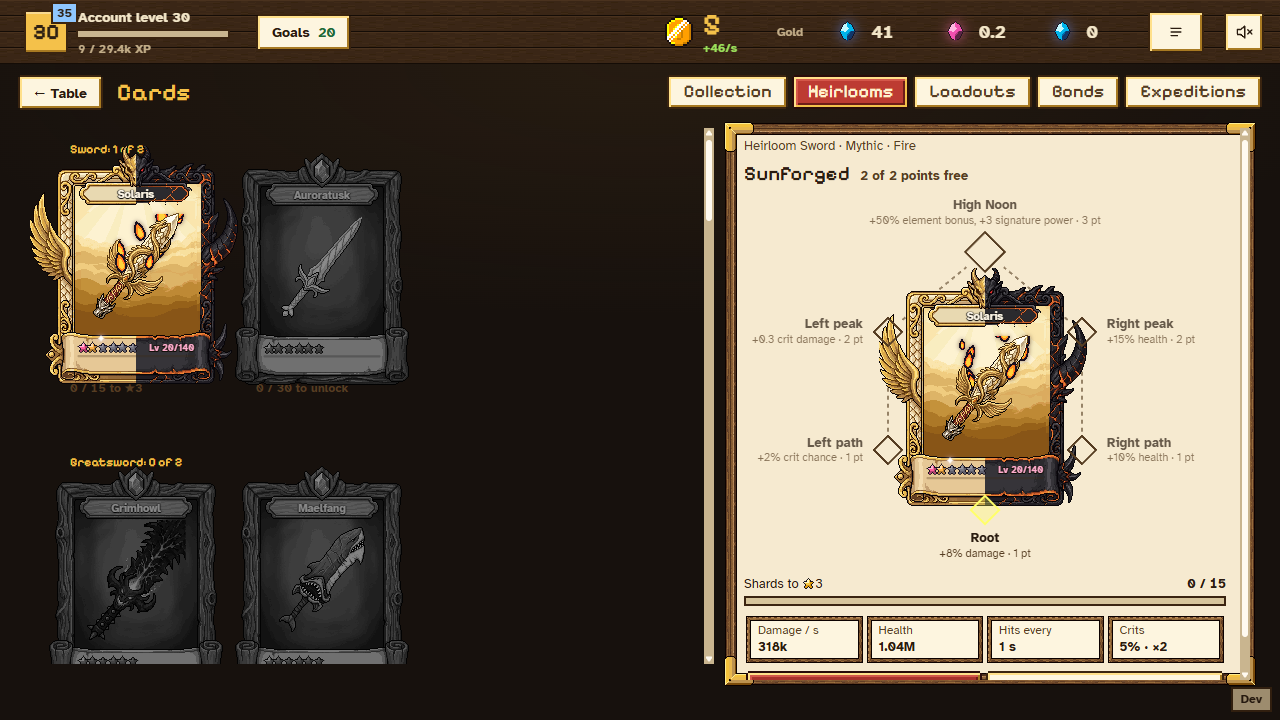 35
30
Account level 30
9 / 29.4k XP
Goals 20
S
+46/s
Gold
41
0.2
0
← Table
Cards
Collection
Heirlooms
Loadouts
Bonds
Expeditions
Sword: 1 of 2
Solaris
Lv 20/140
0 / 15 to ★3
Auroratusk
0 / 30 to unlock
Greatsword: 0 of 2
Grimhowl
Maelfang
Heirloom Sword · Mythic · Fire
Sunforged 2 of 2 points free
High Noon
+50% element bonus, +3 signature power · 3 pt
Left peak
+0.3 crit damage · 2 pt
Right peak
+15% health · 2 pt
Solaris
Lv 20/140
Left path
+2% crit chance · 1 pt
Right path
+10% health · 1 pt
Root
+8% damage · 1 pt
Shards to ★3
0 / 15
Damage / s
318k
Health
1.04M
Hits every
1 s
Crits
5% · ×2
Dev